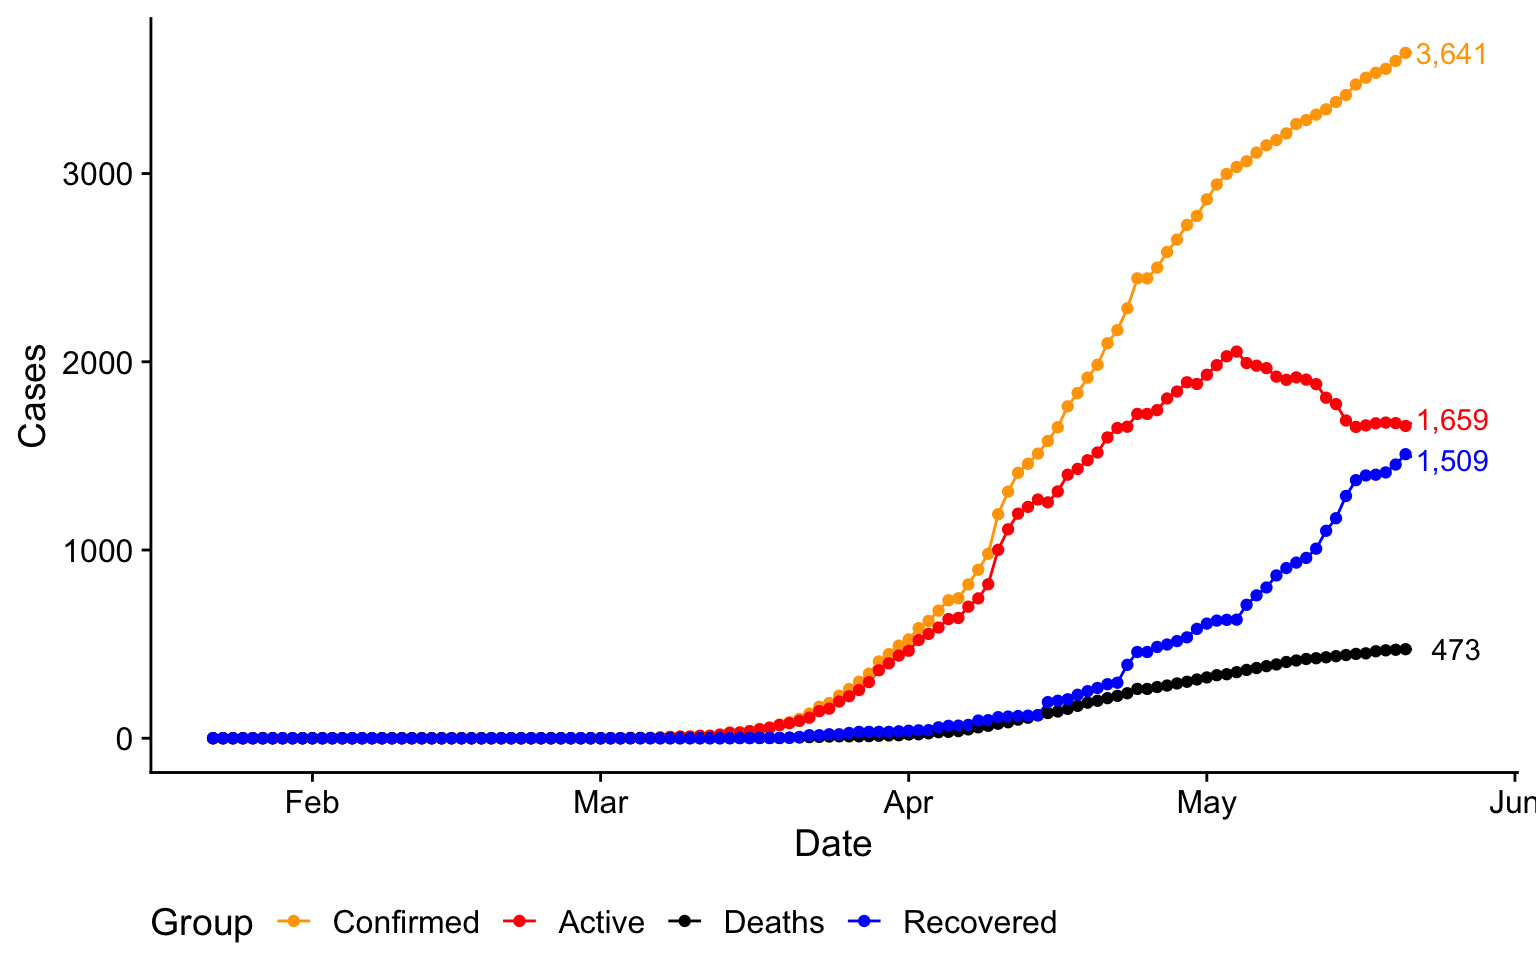 3,641
3000
Cases
2000
1,659
1,509
1000
473
0
Feb Mar Apr May Jun
Date
Group Confirmed Active Deaths Recovered